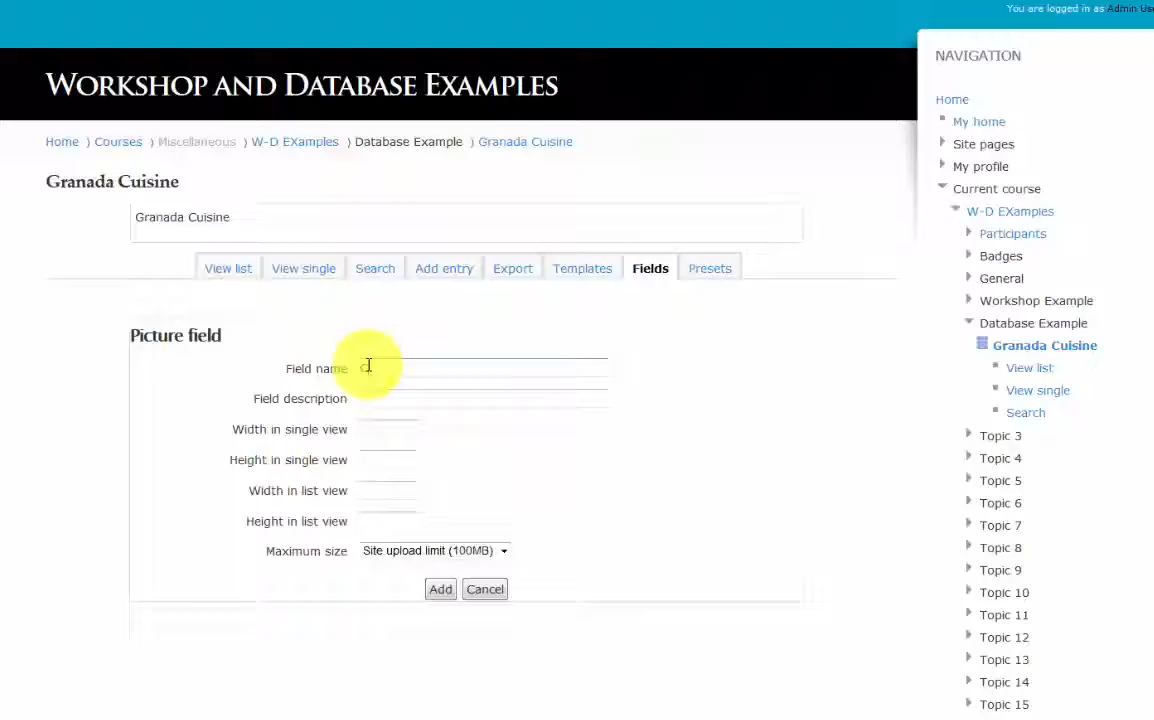 You are logged in as Admin Use
WORKSHOP AND DATABASE EXAMPLES
Home ) Courses ) Miscellaneous ) W-D EXamples ) Database Example ) Granada Cuisine
Granada Cuisine
Granada Cuisine
View list View single Search Add entry Export Templates Fields Presets
Picture field
Field name
Field description
Width in single view
Height in single view
Width in list view
Height in list view
Maximum size Site upload limit (100MB)
Add Cancel
NAVIGATION
Home
My home
Site pages
My profile
Current course
W-D EXamples
Participants
Badges
General
Workshop Example
Database Example
Granada Cuisine
View list
View single
Search
Topic 3
Topic 4
Topic 5
Topic 6
Topic 7
Topic 8
Topic 9
Topic 10
Topic 11
Topic 12
Topic 13
Topic 14
Topic 15